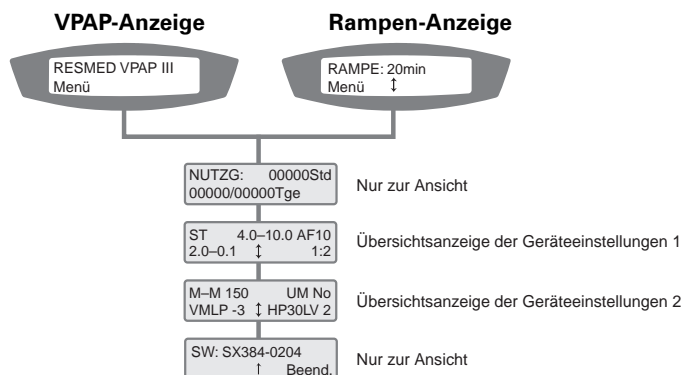 VPAP-Anzeige
Rampen-Anzeige
RESMED VPAP III
Menü
RAMPE: 20min
Menü ↕
NUTZG: 00000Std
00000/00000Tge
Nur zur Ansicht
ST 4.0–10.0 AF10
2.0–0.1 ↕ 1:2
Übersichtsanzeige der Geräteeinstellungen 1
M–M 150 UM No
VMLP -3 ↕ HP30LV 2
Übersichtsanzeige der Geräteeinstellungen 2
SW: SX384-0204
↑ Beend.
Nur zur Ansicht